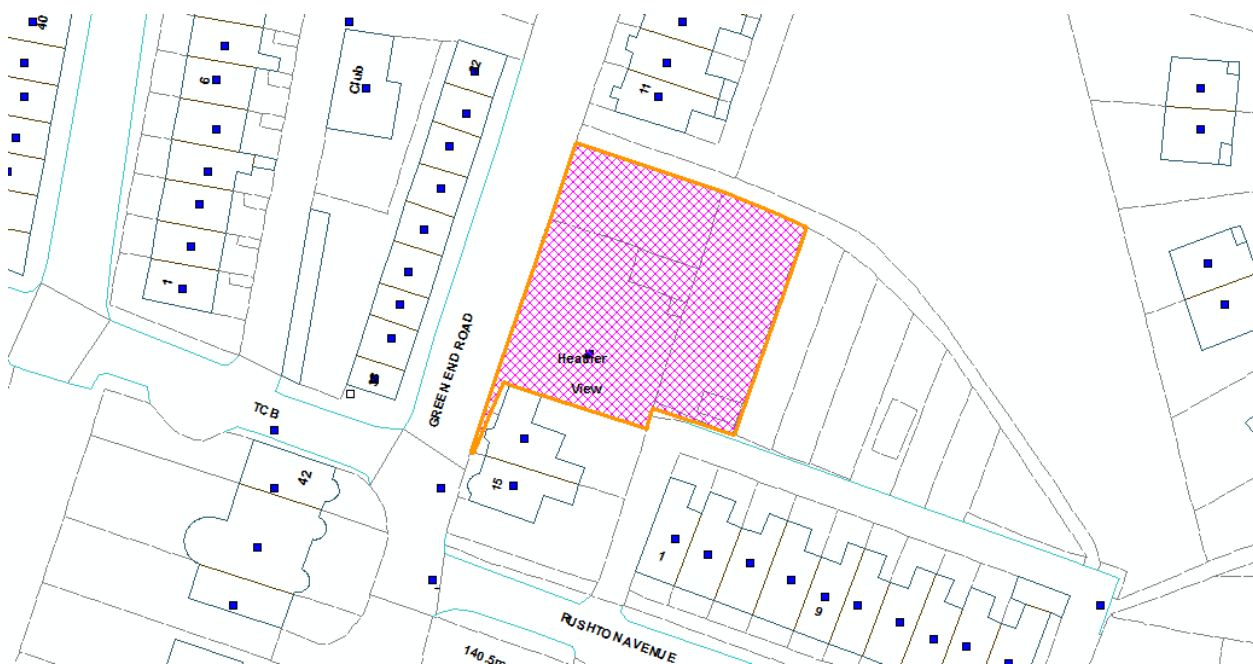 40
6
Club
32
11
1
Heather
View
GREEN END ROAD
TCB
42
15
1
9
RUSHTON AVENUE
140.5m